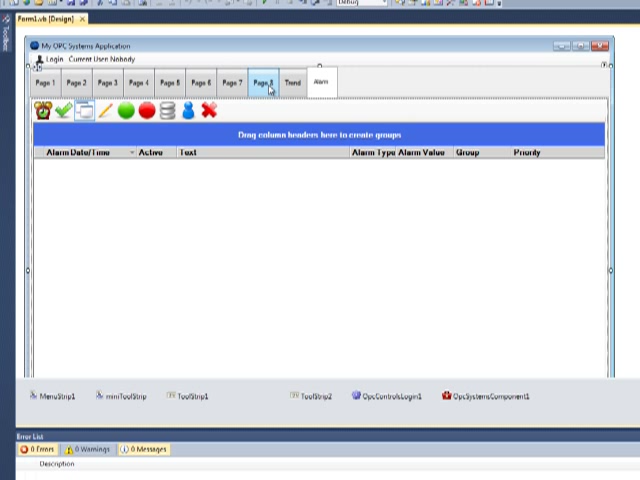 Debug
Form1.vb [Design] ×
Toolbox
My OPC Systems Application
Login Current User: Nobody
Page 1 Page 2 Page 3 Page 4 Page 5 Page 6 Page 7 Page 8 Trend Alarm
Drag column headers here to create groups
Alarm Date/Time Active Text Alarm Type Alarm Value Group Priority
MenuStrip1 miniToolStrip ToolStrip1 ToolStrip2 OpcControlsLogin1 OpcSystemsComponent1
Error List
0 Errors 0 Warnings 0 Messages
Description